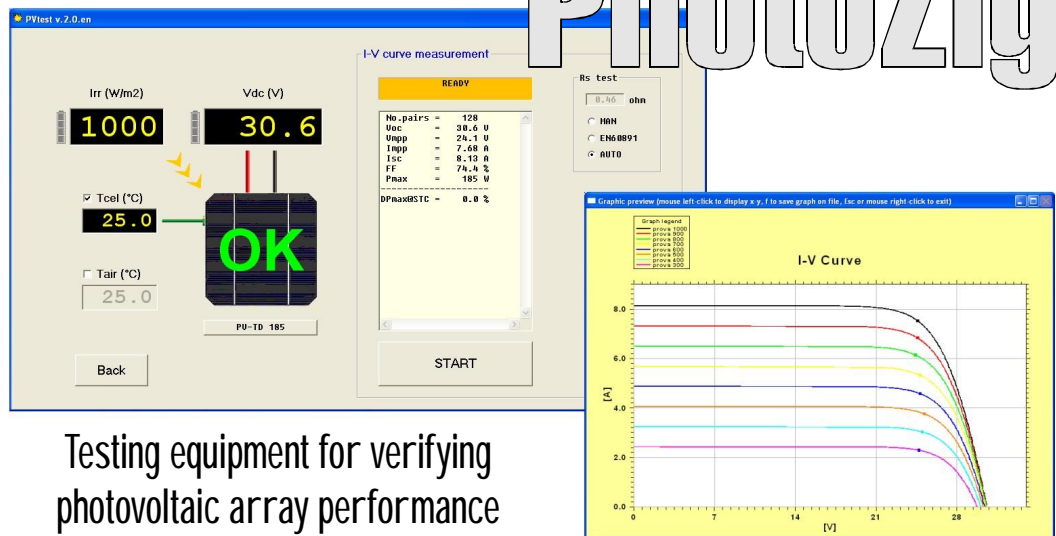 PVtest v.2.0.en
Photozig
Irr (W/m2)
1000
Vdc (V)
30.6
Tcel (°C)
25.0
OK
Tair (°C)
25.0
PV-TD 185
Back
I-V curve measurement
READY
No.pairs = 128
Voc = 30.6 V
Vmpp = 24.1 V
Impp = 7.68 A
Isc = 8.13 A
FF = 74.4 %
Pmax = 185 W
--------------------
DPmax@STC - 0.0 %
START
Rs test
0.46 ohm
MAN
EN60891
AUTO
Graphic preview (mouse left-click to display x-y, f to save graph on file, Esc or mouse right-click to exit)
Graph legend
prova 1000
prova 900
prova 800
prova 700
prova 600
prova 500
prova 400
prova 300
I-V Curve
[A]
8.0
6.0
4.0
2.0
0.0
0 7 14 21 28
[V]
Testing equipment for verifying
photovoltaic array performance